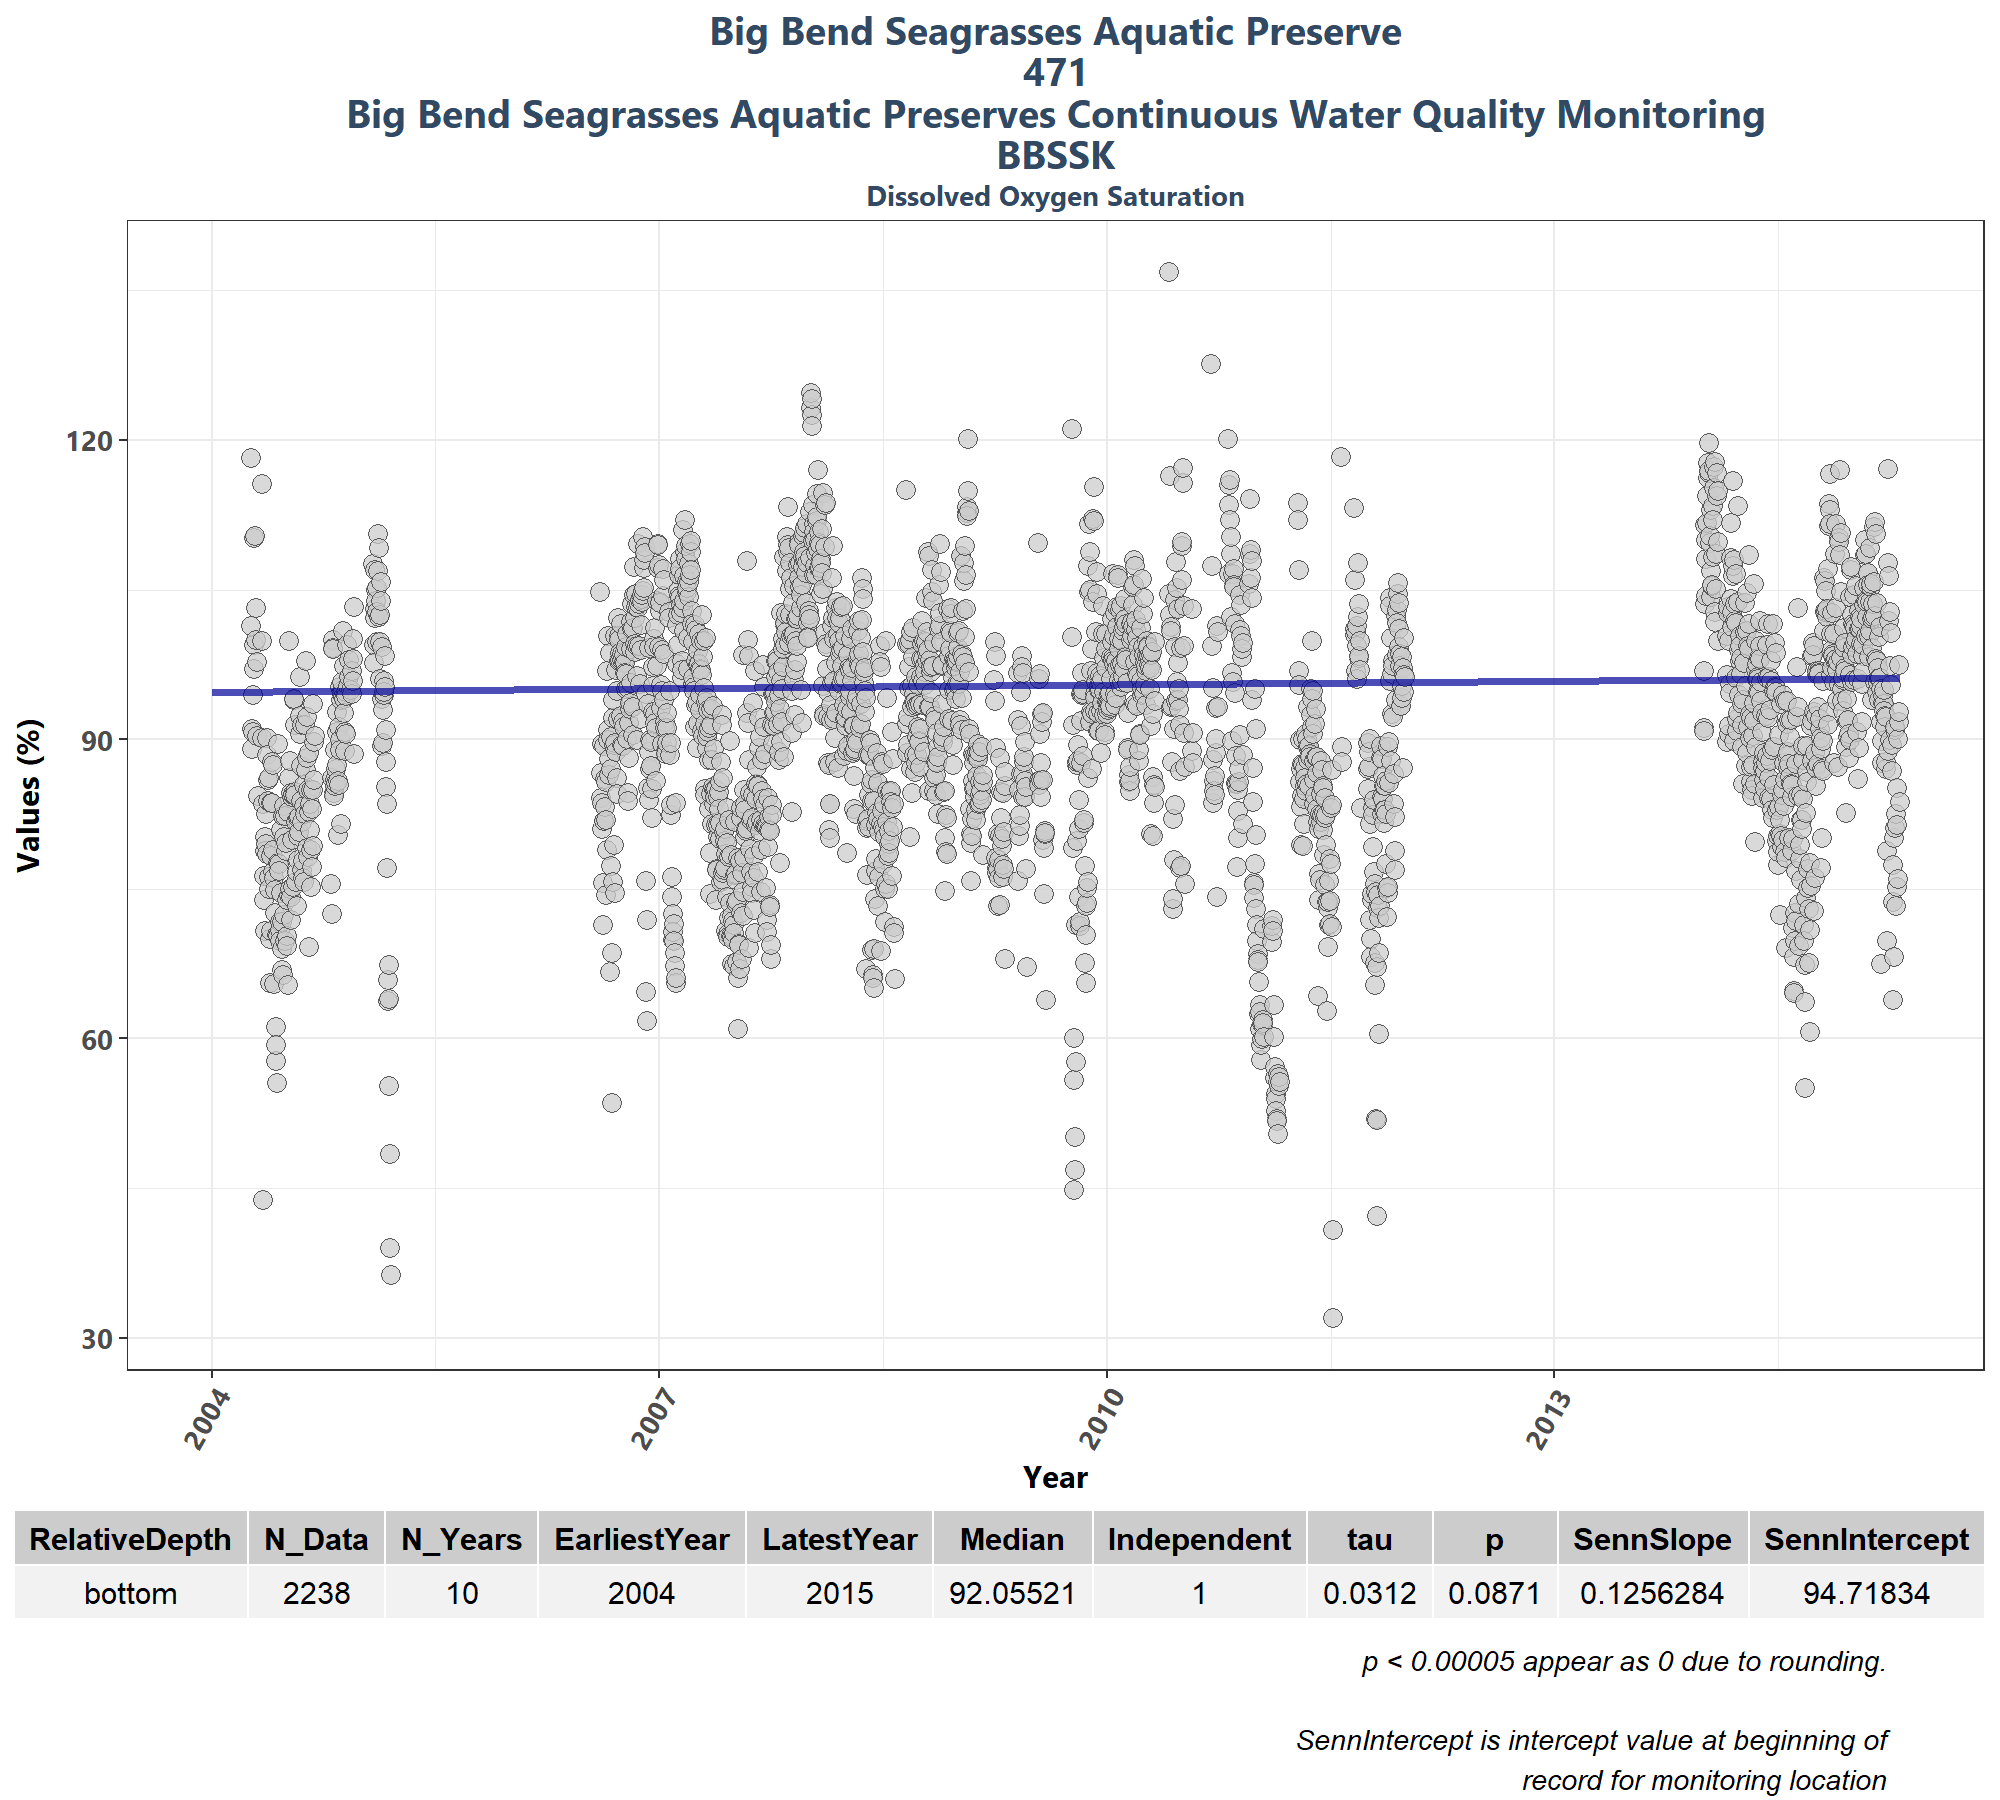 Big Bend Seagrasses Aquatic Preserve
471
Big Bend Seagrasses Aquatic Preserves Continuous Water Quality Monitoring
BBSSK
Dissolved Oxygen Saturation
Values (%)
120
90
60
30
2004
2007
2010
2013
Year
RelativeDepth N_Data N_Years EarliestYear LatestYear Median Independent tau p SennSlope SennIntercept
bottom 2238 10 2004 2015 92.05521 1 0.0312 0.0871 0.1256284 94.71834
p < 0.00005 appear as 0 due to rounding.
SennIntercept is intercept value at beginning of
record for monitoring location